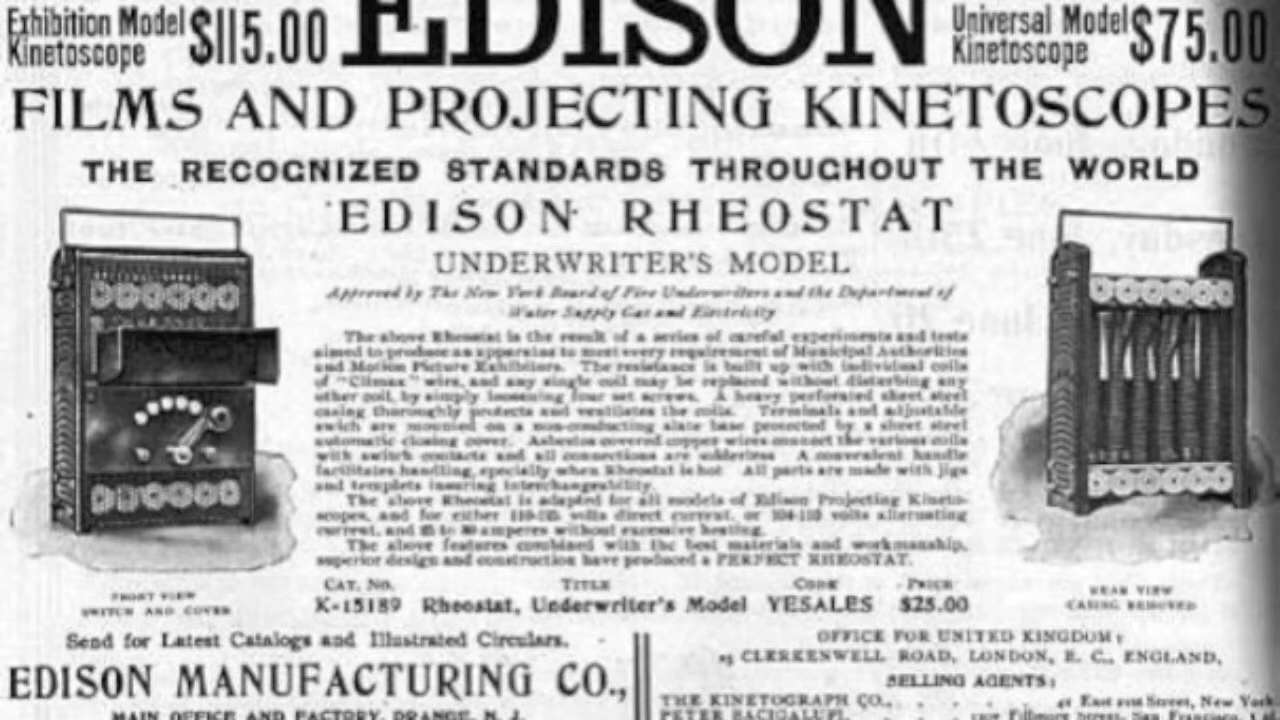 Exhibition Model
Kinetoscope
$115.00
EDISON
Universal Model
Kinetoscope
$75.00
FILMS AND PROJECTING KINETOSCOPES
THE RECOGNIZED STANDARDS THROUGHOUT THE WORLD
EDISON RHEOSTAT
UNDERWRITER'S MODEL
Approved by The New York Board of Fire Underwriters and the Department of
Water Supply Gas and Electricity
The above Rheostat is the result of a series of careful experiments and tests
aimed to produce an apparatus to meet every requirement of Municipal Authorities
and Motion Picture Exhibitors. The resistance is built up with individual coils
of "Climax" wire, and any single coil may be replaced without disturbing any
other coil, by simply loosening four set screws. A heavy perforated sheet steel
casing thoroughly protects and ventilates the coils. Terminals and adjustable
swich are mounted on a non-conducting slate base protected by a sheet steel
automatic closing cover. Asbestos covered copper wires connect the various coils
with switch contacts and all connections are solderless A convenient handle
facilitates handling, specially when Rheostat is hot All parts are made with jigs
and templets insuring interchangeability.
The above Rheostat is adapted for all models of Edison Projecting Kineto-
scopes, and for either volts direct current, or volts alternating
current, and amperes without excessive heating.
The above features combined with the best materials and workmanship,
superior design and construction have produced a PERFECT RHEOSTAT.
CAT. NO. TITLE CODE PRICE
K-15189 Rheostat, Underwriter's Model YESALES $25.00
FRONT VIEW
SWITCH AND COVER
REAR VIEW
CASING REMOVED
Send for Latest Catalogs and Illustrated Circulars.
EDISON MANUFACTURING CO.,
MAIN OFFICE AND FACTORY, ORANGE, N. J.
OFFICE FOR UNITED KINGDOM:
25 CLERKENWELL ROAD, LONDON, E. C., ENGLAND,
SELLING AGENTS:
THE KINETOGRAPH CO., 41 East 21st Street, New York
PETER BACIGALUPI, Fillmore Street, San